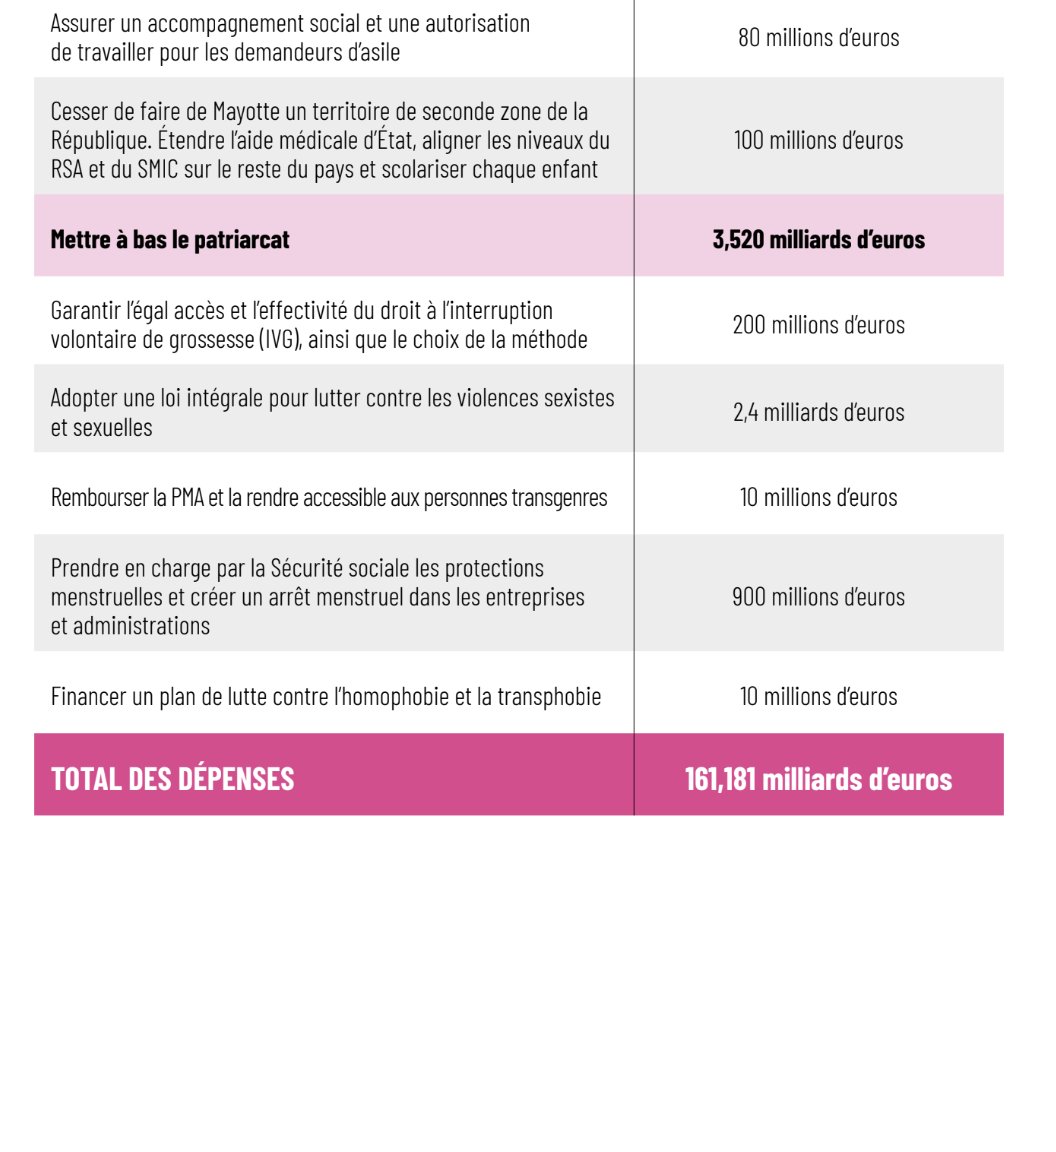 Assurer un accompagnement social et une autorisation
de travailler pour les demandeurs d’asile
80 millions d’euros
Cesser de faire de Mayotte un territoire de seconde zone de la
République. Étendre l’aide médicale d’État, aligner les niveaux du
RSA et du SMIC sur le reste du pays et scolariser chaque enfant
100 millions d’euros
Mettre à bas le patriarcat
3,520 milliards d’euros
Garantir l’égal accès et l’effectivité du droit à l’interruption
volontaire de grossesse (IVG), ainsi que le choix de la méthode
200 millions d’euros
Adopter une loi intégrale pour lutter contre les violences sexistes
et sexuelles
2,4 milliards d’euros
Rembourser la PMA et la rendre accessible aux personnes transgenres
10 millions d’euros
Prendre en charge par la Sécurité sociale les protections
menstruelles et créer un arrêt menstruel dans les entreprises
et administrations
900 millions d’euros
Financer un plan de lutte contre l’homophobie et la transphobie
10 millions d’euros
TOTAL DES DÉPENSES
161,181 milliards d’euros